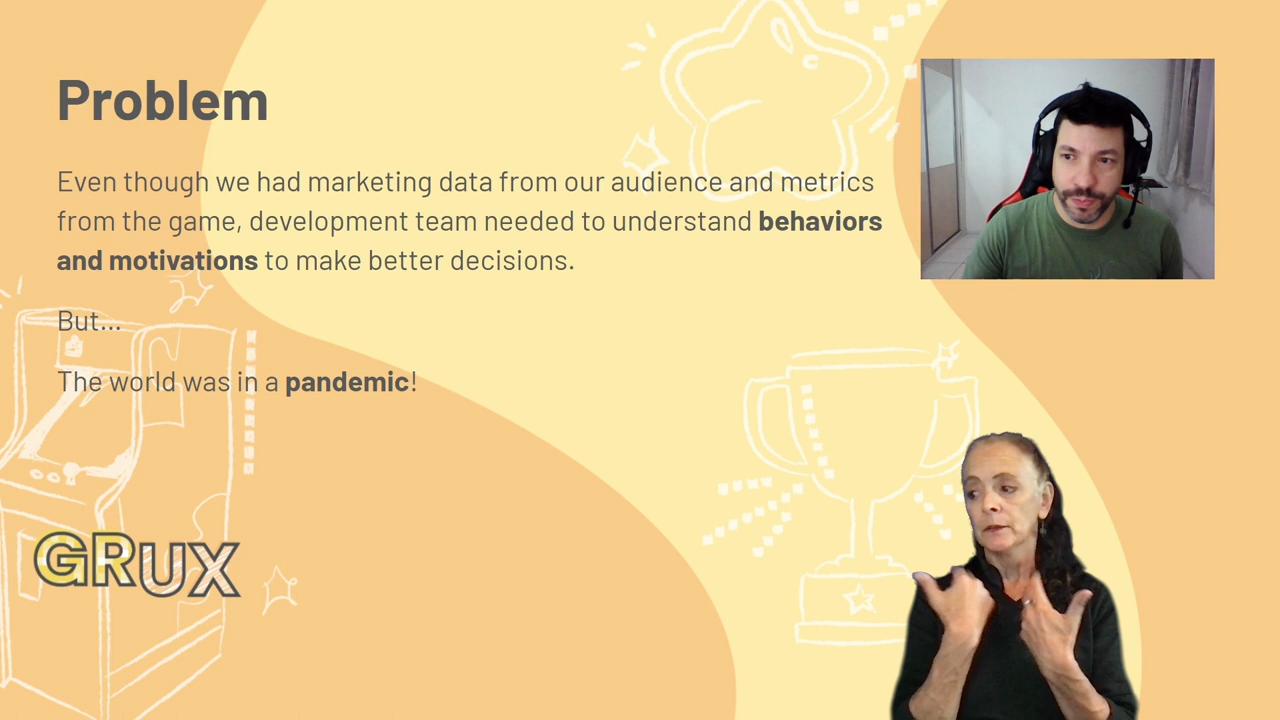 Problem
Even though we had marketing data from our audience and metrics
from the game, development team needed to understand behaviors
and motivations to make better decisions.
But...
The world was in a pandemic!
GRUX